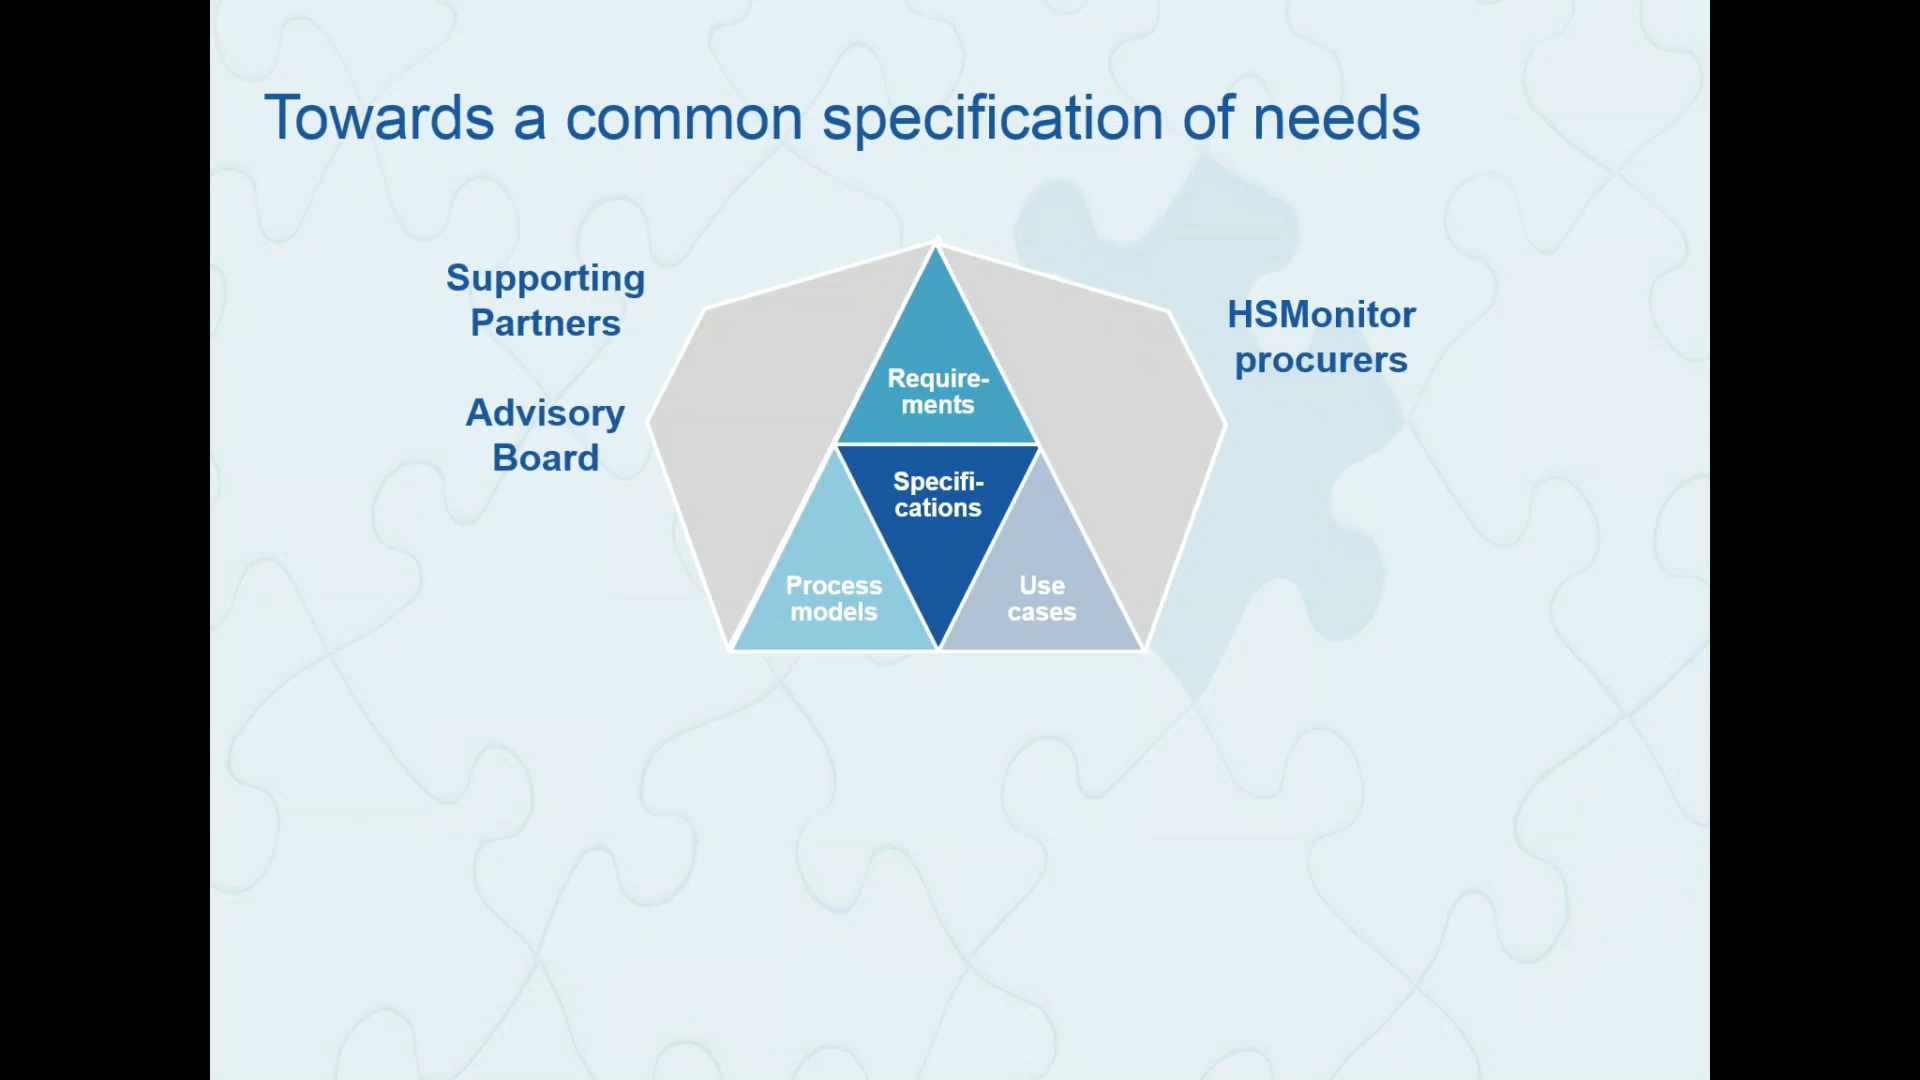 Towards a common specification of needs
Supporting
Partners
Advisory
Board
HSMonitor
procurers
Require-
ments
Specifi-
cations
Process
models
Use
cases